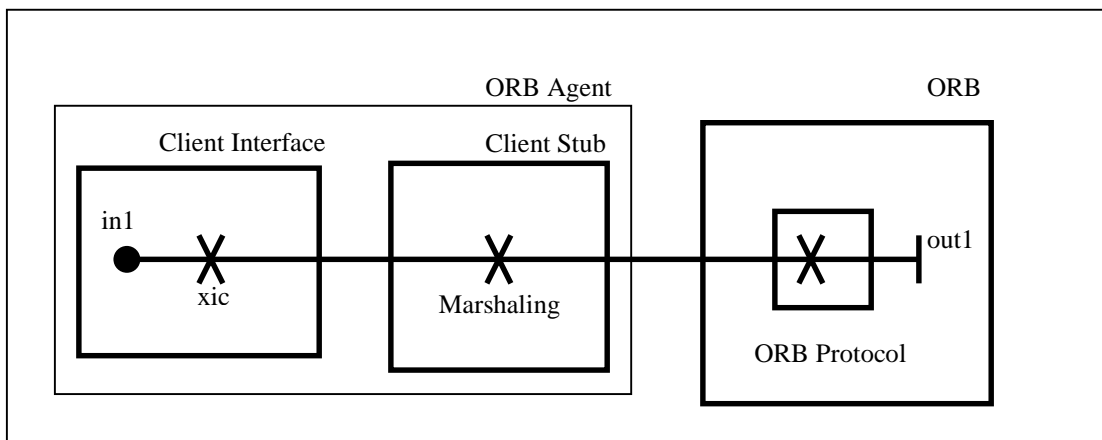 ORB Agent
ORB
Client Interface
Client Stub
in1
out1
xic
Marshaling
ORB Protocol